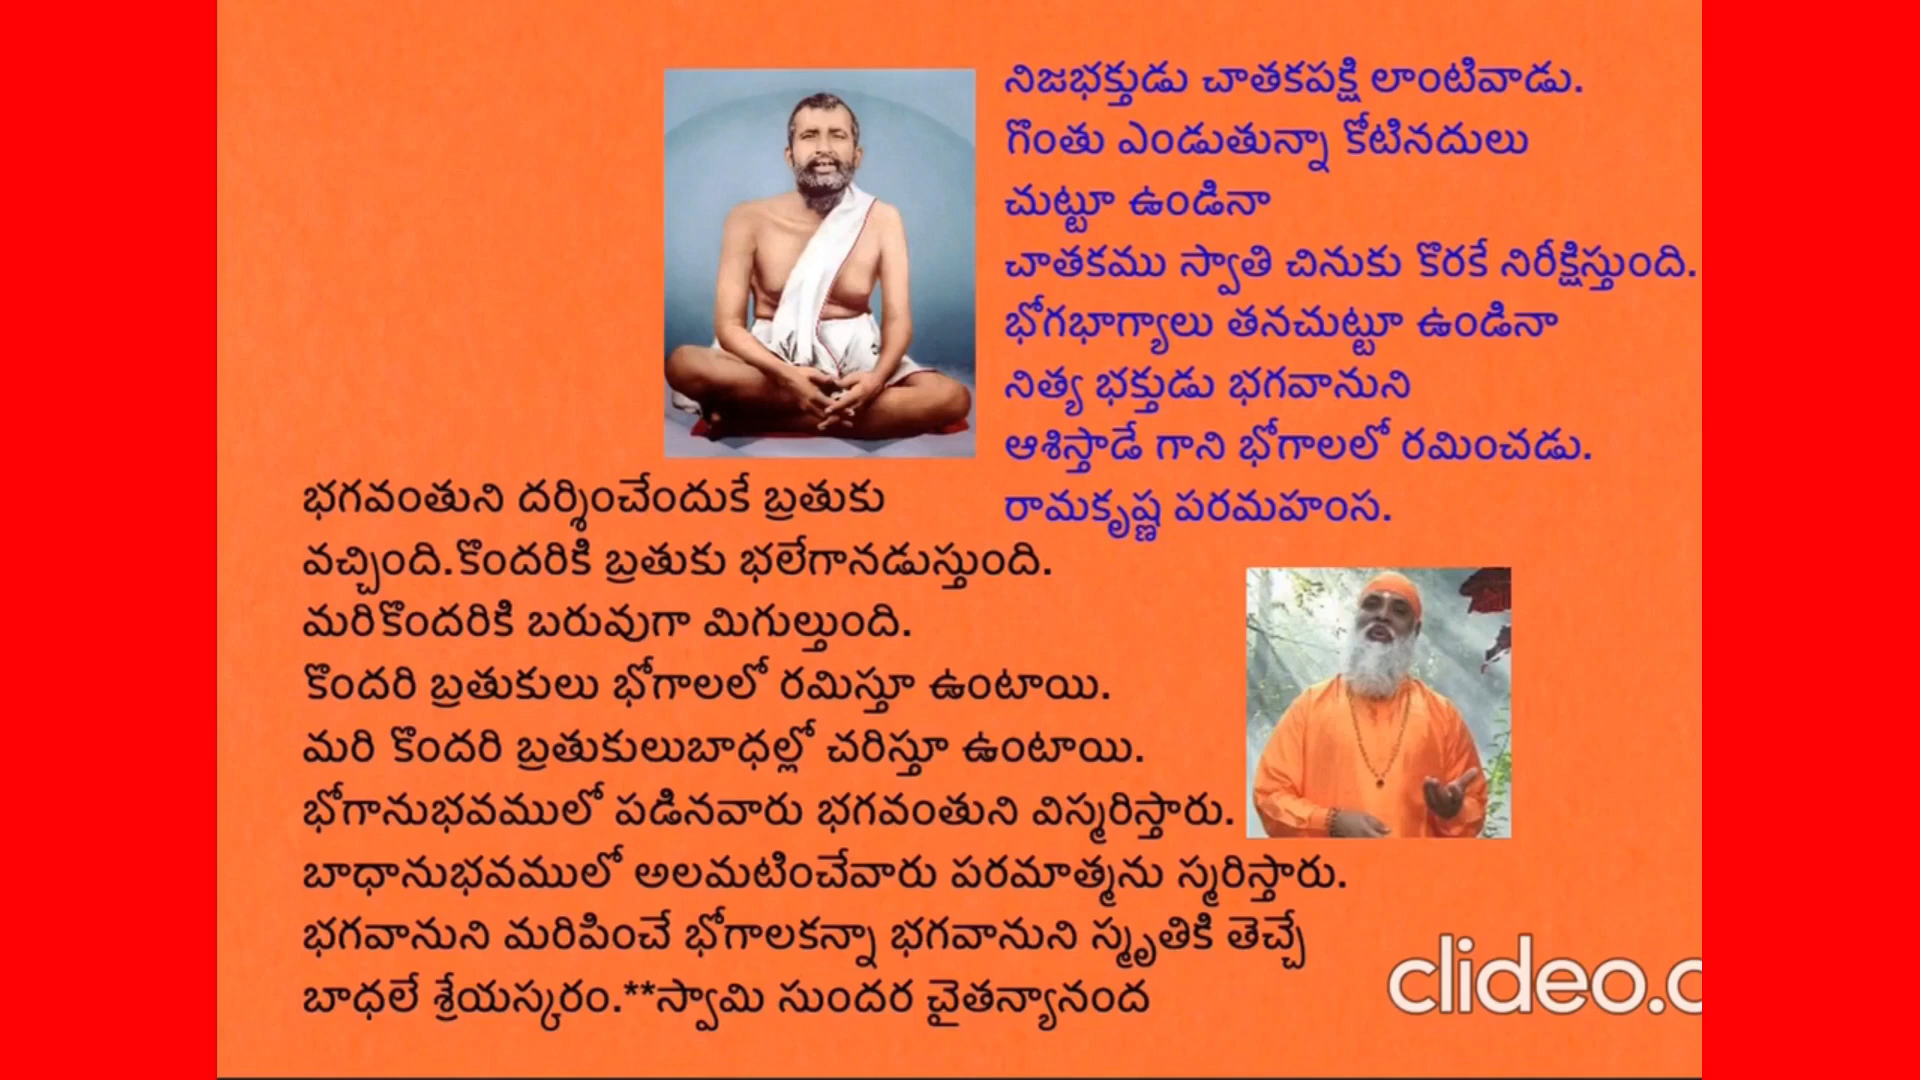 నిజభక్తుడు చాతకపక్షి లాంటివాడు.
గొంతు ఎండుతున్నా కోటినదులు
చుట్టూ ఉండినా
చాతకము స్వాతి చినుకు కొరకే నిరీక్షిస్తుంది.
భోగభాగ్యాలు తనచుట్టూ ఉండినా
నిత్య భక్తుడు భగవానుని
ఆశిస్తాడే గాని భోగాలలో రమించడు.
రామకృష్ణ పరమహంస.
భగవంతుని దర్శించేందుకే బ్రతుకు
వచ్చింది.కొందరికి బ్రతుకు భలేగానడుస్తుంది.
మరికొందరికి బరువుగా మిగుల్తుంది.
కొందరి బ్రతుకులు భోగాలలో రమిస్తూ ఉంటాయి.
మరి కొందరి బ్రతుకులుబాధల్లో చరిస్తూ ఉంటాయి.
భోగానుభవములో పడినవారు భగవంతుని విస్మరిస్తారు.
బాధానుభవములో అలమటించేవారు పరమాత్మను స్మరిస్తారు.
భగవానుని మరిపించే భోగాలకన్నా భగవానుని స్మృతికి తెచ్చే
బాధలే శ్రేయస్కరం.**స్వామి సుందర చైతన్యానంద
clideo.c